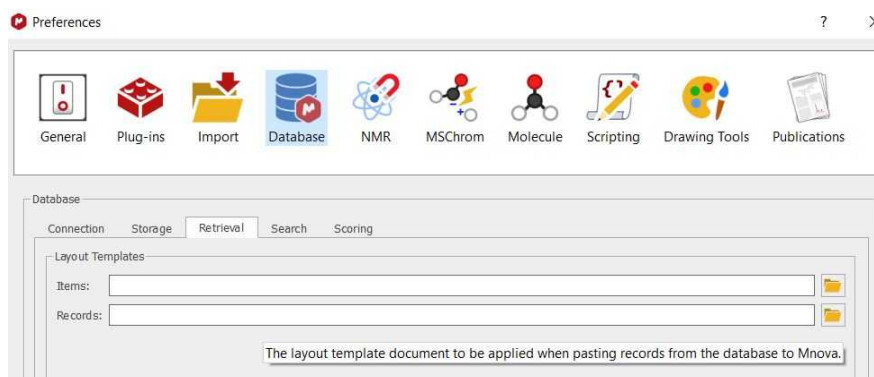 Preferences
?
General Plug-ins Import Database NMR MSChrom Molecule Scripting Drawing Tools Publications
Database
Connection Storage Retrieval Search Scoring
Layout Templates
Items:
Records:
The layout template document to be applied when pasting records from the database to Mnova.